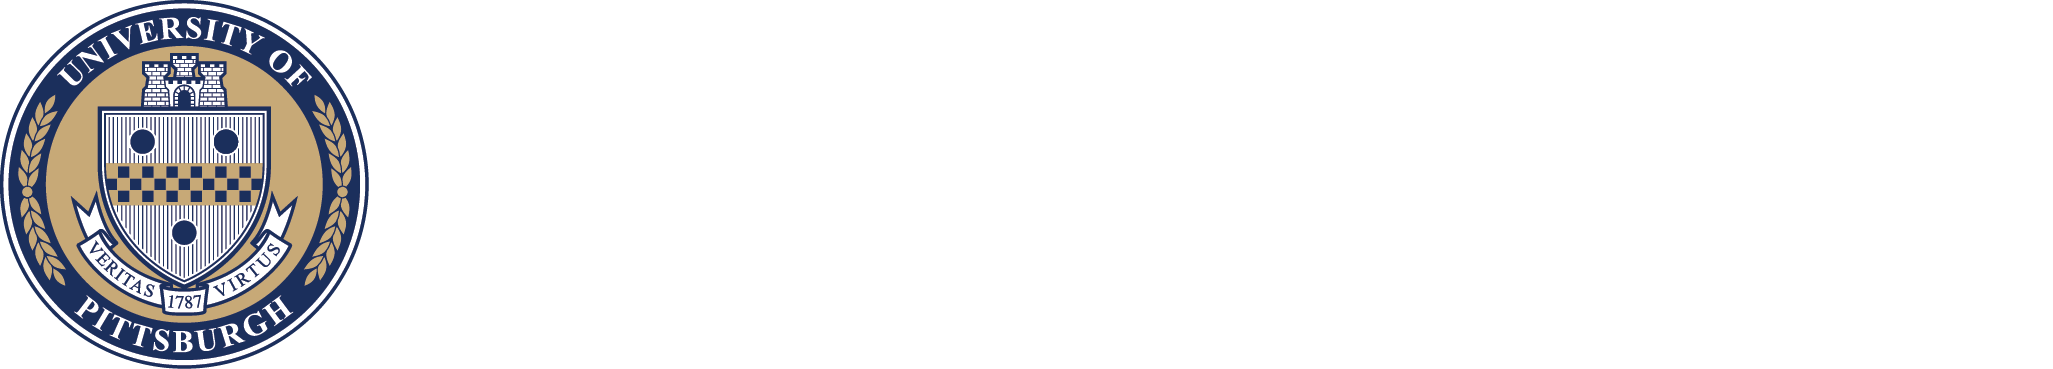 UNIVERSITY OF
VERITAS VIRTUS
1787
PITTSBURGH